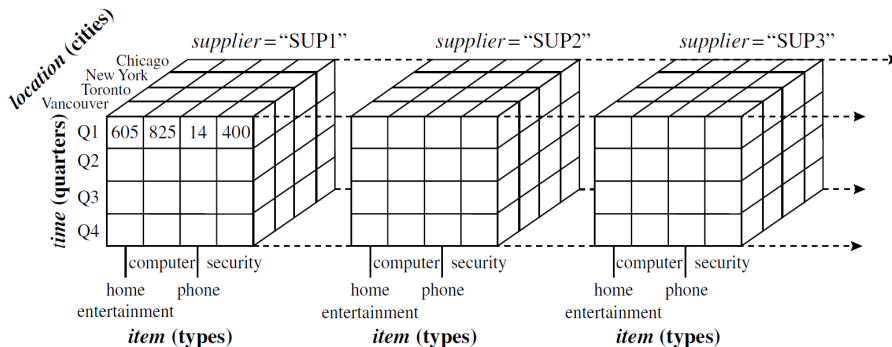 supplier = “SUP1” supplier = “SUP2” supplier = “SUP3”
location (cities)
Chicago
New York
Toronto
Vancouver
time (quarters)
Q1 605 825 14 400
Q2
Q3
Q4
computer security computer security computer security
home phone home phone home phone
entertainment entertainment entertainment
item (types) item (types) item (types)